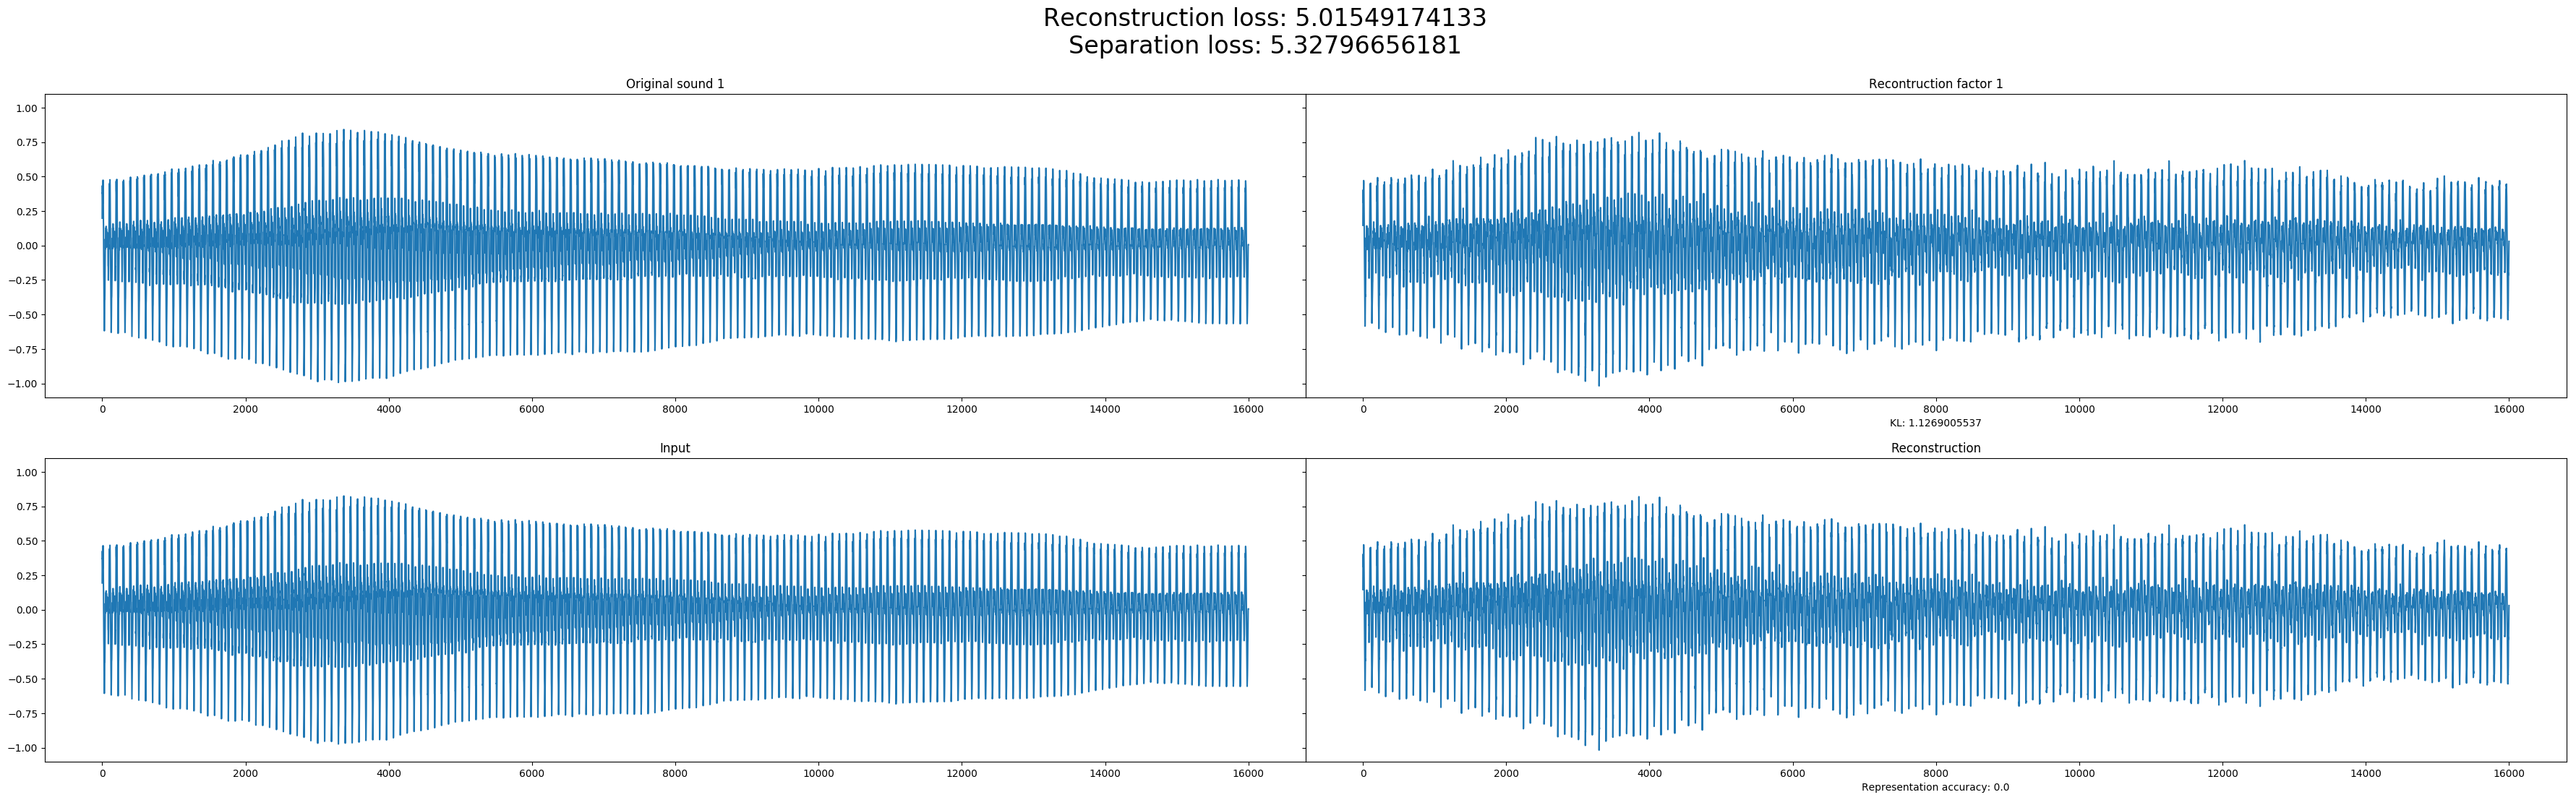 Reconstruction loss: 5.01549174133
Separation loss: 5.32796656181
Original sound 1
Recontruction factor 1
1.00
0.75
0.50
0.25
0.00
−0.25
−0.50
−0.75
−1.00
0 2000 4000 6000 8000 10000 12000 14000 16000
0 2000 4000 6000 8000 10000 12000 14000 16000
KL: 1.1269005537
Input
Reconstruction
1.00
0.75
0.50
0.25
0.00
−0.25
−0.50
−0.75
−1.00
0 2000 4000 6000 8000 10000 12000 14000 16000
0 2000 4000 6000 8000 10000 12000 14000 16000
Representation accuracy: 0.0